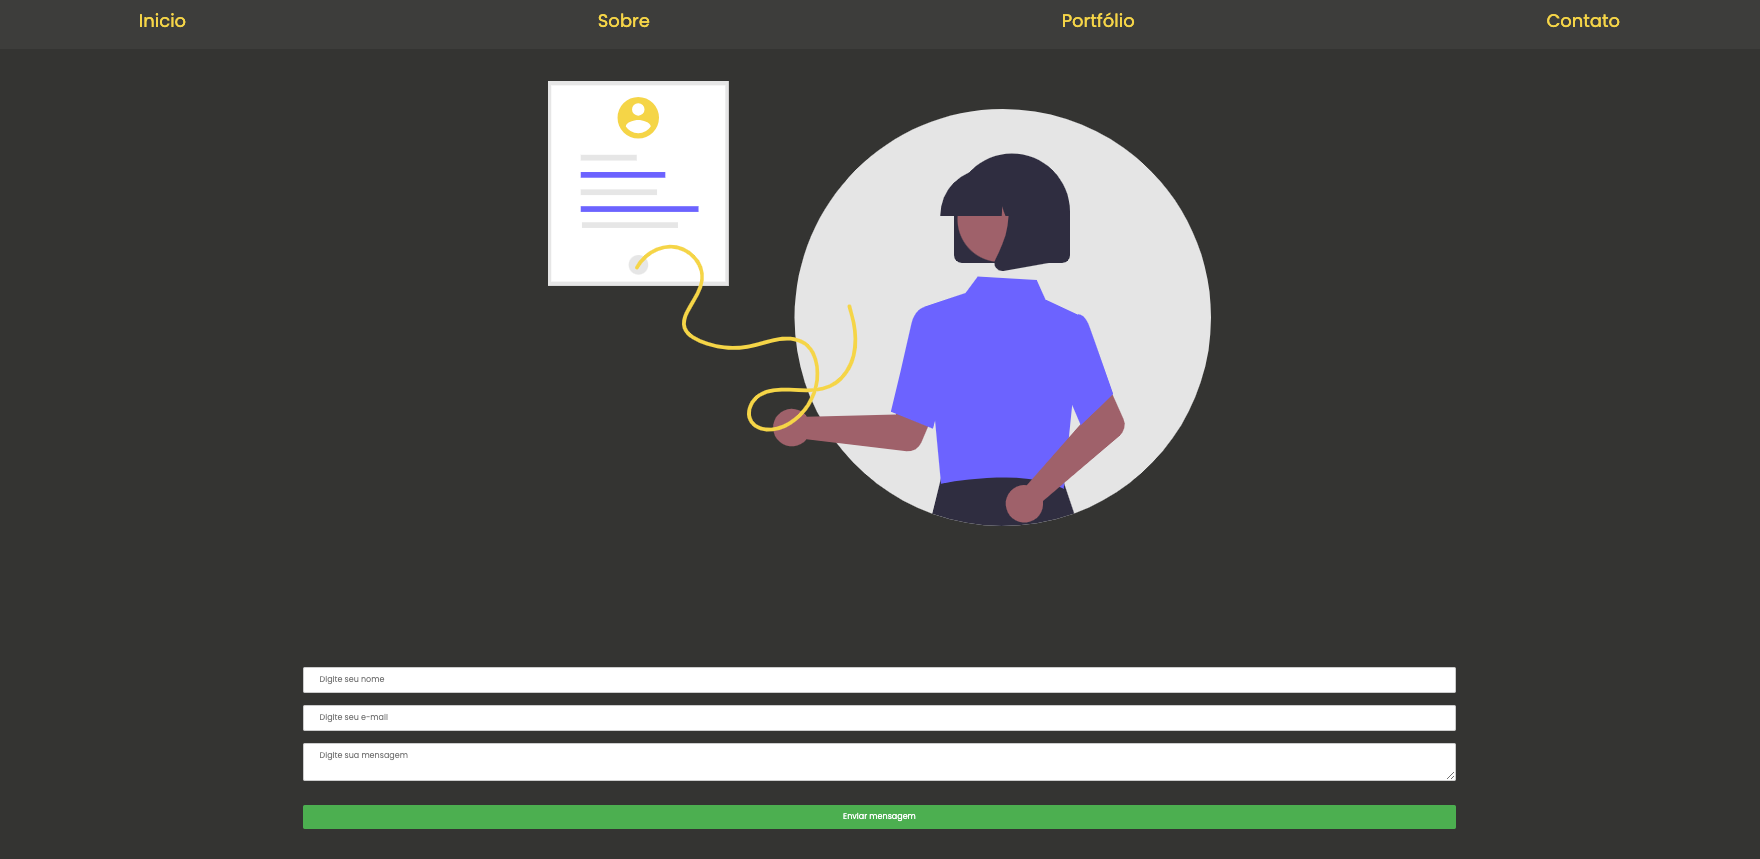 Inicio
Sobre
Portfólio
Contato
Digite seu nome
Digite seu e-mail
Digite sua mensagem
Enviar mensagem